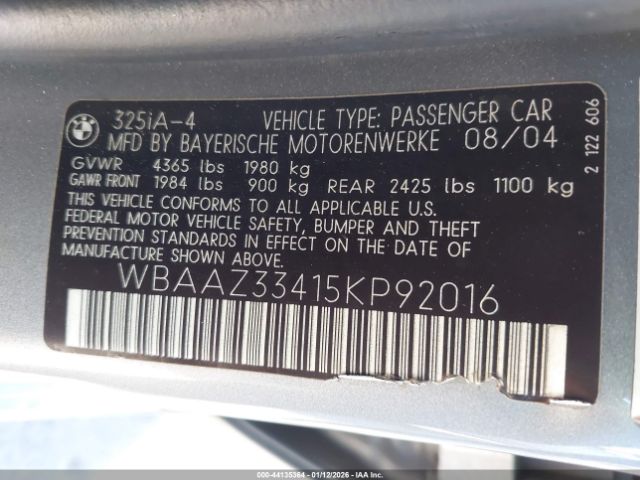 325iA-4 VEHICLE TYPE: PASSENGER CAR
MFD BY BAYERISCHE MOTORENWERKE 08/04
GVWR 4365 lbs 1980 kg
GAWR FRONT 1984 lbs 900 kg REAR 2425 lbs 1100 kg
THIS VEHICLE CONFORMS TO ALL APPLICABLE U.S.
FEDERAL MOTOR VEHICLE SAFETY, BUMPER AND THEFT
PREVENTION STANDARDS IN EFFECT ON THE DATE OF
MANUFACTURE SHOWN ABOVE:
WBAAZ33415KP92016
2 122 606
000-44135364 - 01/12/2026 - IAA Inc.